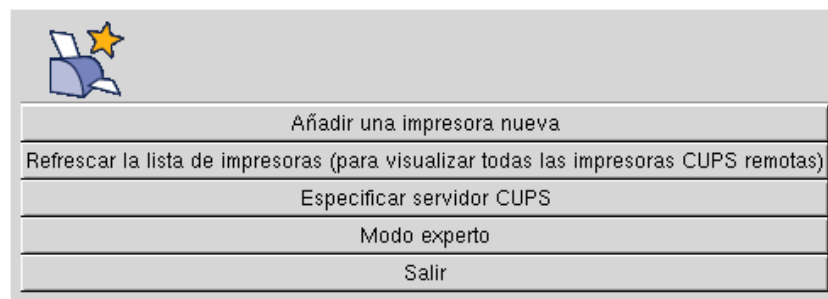 Añadir una impresora nueva
Refrescar la lista de impresoras (para visualizar todas las impresoras CUPS remotas)
Especificar servidor CUPS
Modo experto
Salir